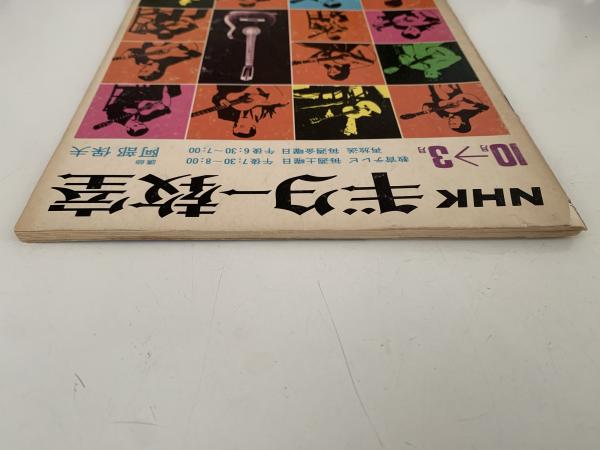 NHK ギター教室
10月→3月
教育テレビ 毎週土曜日 午後7:30〜8:00
再放送 毎週金曜日 午後6:30〜7:00
講師 阿部 保夫